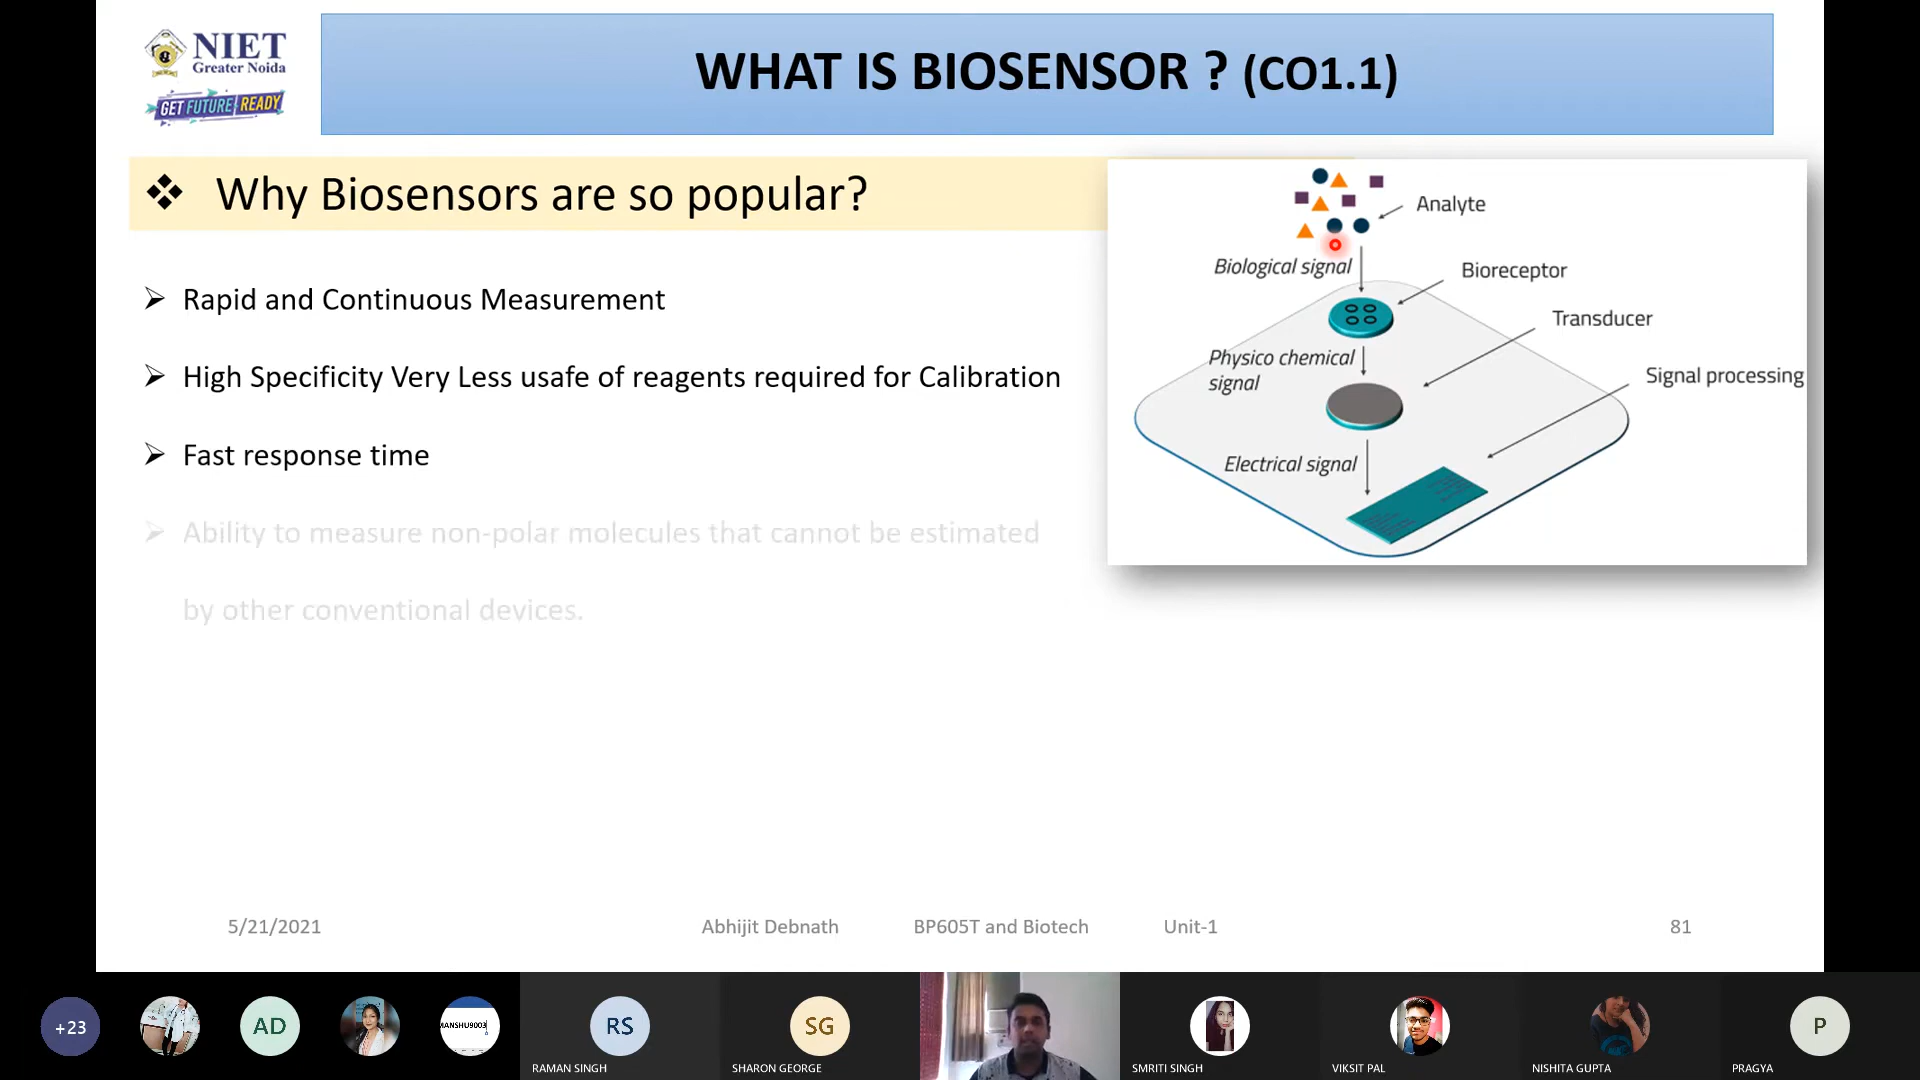 NIET
Greater Noida
GET FUTURE READY
WHAT IS BIOSENSOR ? (CO1.1)
Why Biosensors are so popular?
Rapid and Continuous Measurement
High Specificity Very Less usafe of reagents required for Calibration
Fast response time
Ability to measure non-polar molecules that cannot be estimated
by other conventional devices.
Analyte
Biological signal
Bioreceptor
Transducer
Physico chemical
signal
Signal processing
Electrical signal
5/21/2021
Abhijit Debnath BP605T and Biotech Unit-1
81
+23
AD
MANSHU9003
RS
RAMAN SINGH
SG
SHARON GEORGE
SMRITI SINGH
VIKSIT PAL
NISHITA GUPTA
P
PRAGYA